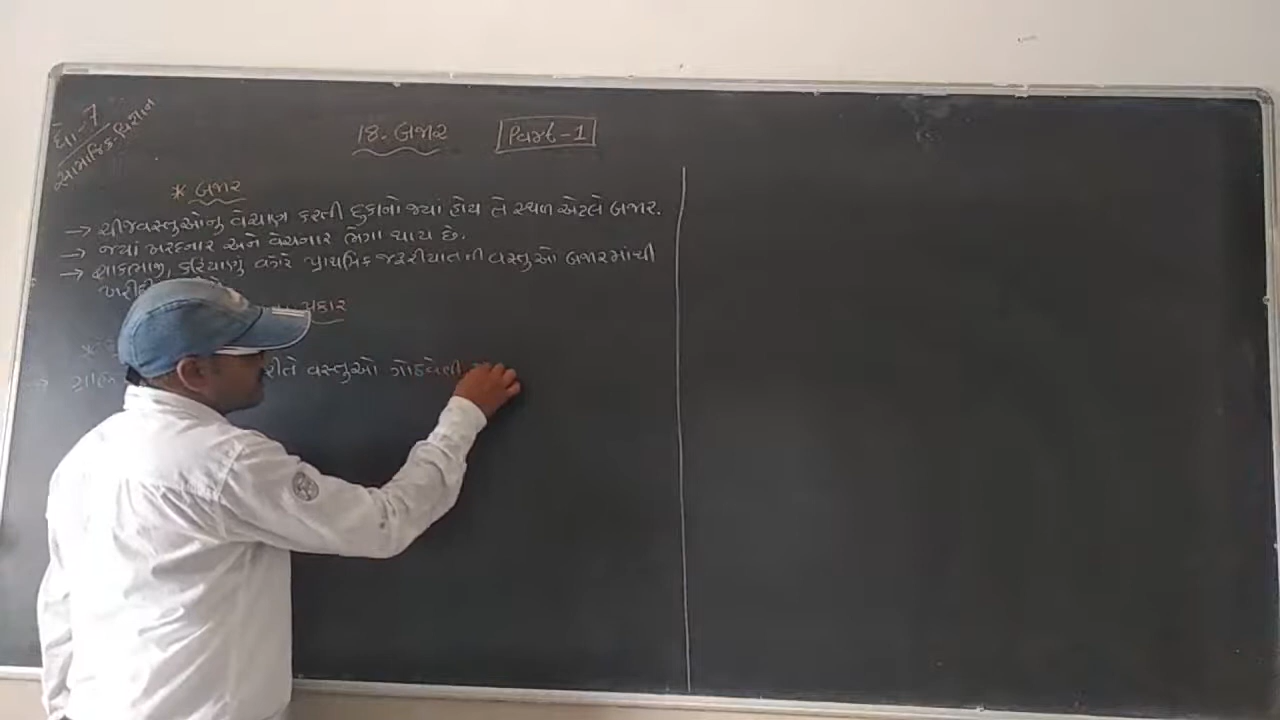 ધો-7
સામાજિક વિજ્ઞાન
18. બજાર Part-1
* બજાર
→ ચીજવસ્તુઓનુ વેચાણ કરતી દુકાનો જ્યાં હોય તે સ્થળ એટલે બજાર.
→ જ્યાં ખરીદનાર અને વેચનાર ભેગા થાય છે.
→ શાકભાજી, કરિયાણુ વગેરે પ્રાથમિક જરૂરીયાતની વસ્તુઓ બજારમાંથી
પ્રકાર
રીતે વસ્તુઓ ગોઠવેલી